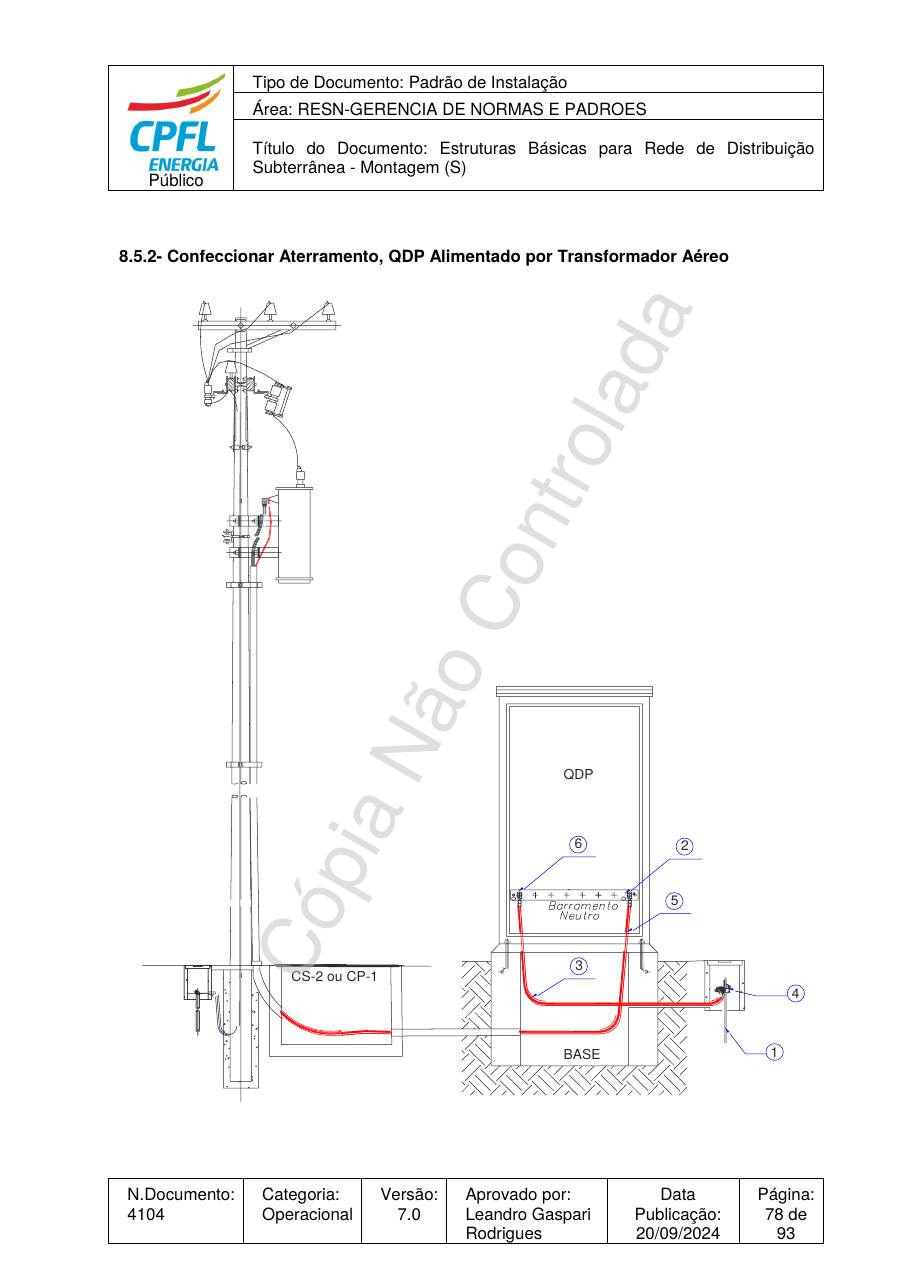 Tipo de Documento: Padrão de Instalação
Área: RESN-GERENCIA DE NORMAS E PADROES
CPFL
ENERGIA
Público
Título do Documento: Estruturas Básicas para Rede de Distribuição
Subterrânea - Montagem (S)
8.5.2- Confeccionar Aterramento, QDP Alimentado por Transformador Aéreo
Cópia Não Controlada
QDP
6
2
5
Barramento
Neutro
3
CS-2 ou CP-1
4
BASE
1
N.Documento:
4104
Categoria:
Operacional
Versão:
7.0
Aprovado por:
Leandro Gaspari
Rodrigues
Data
Publicação:
20/09/2024
Página:
78 de
93